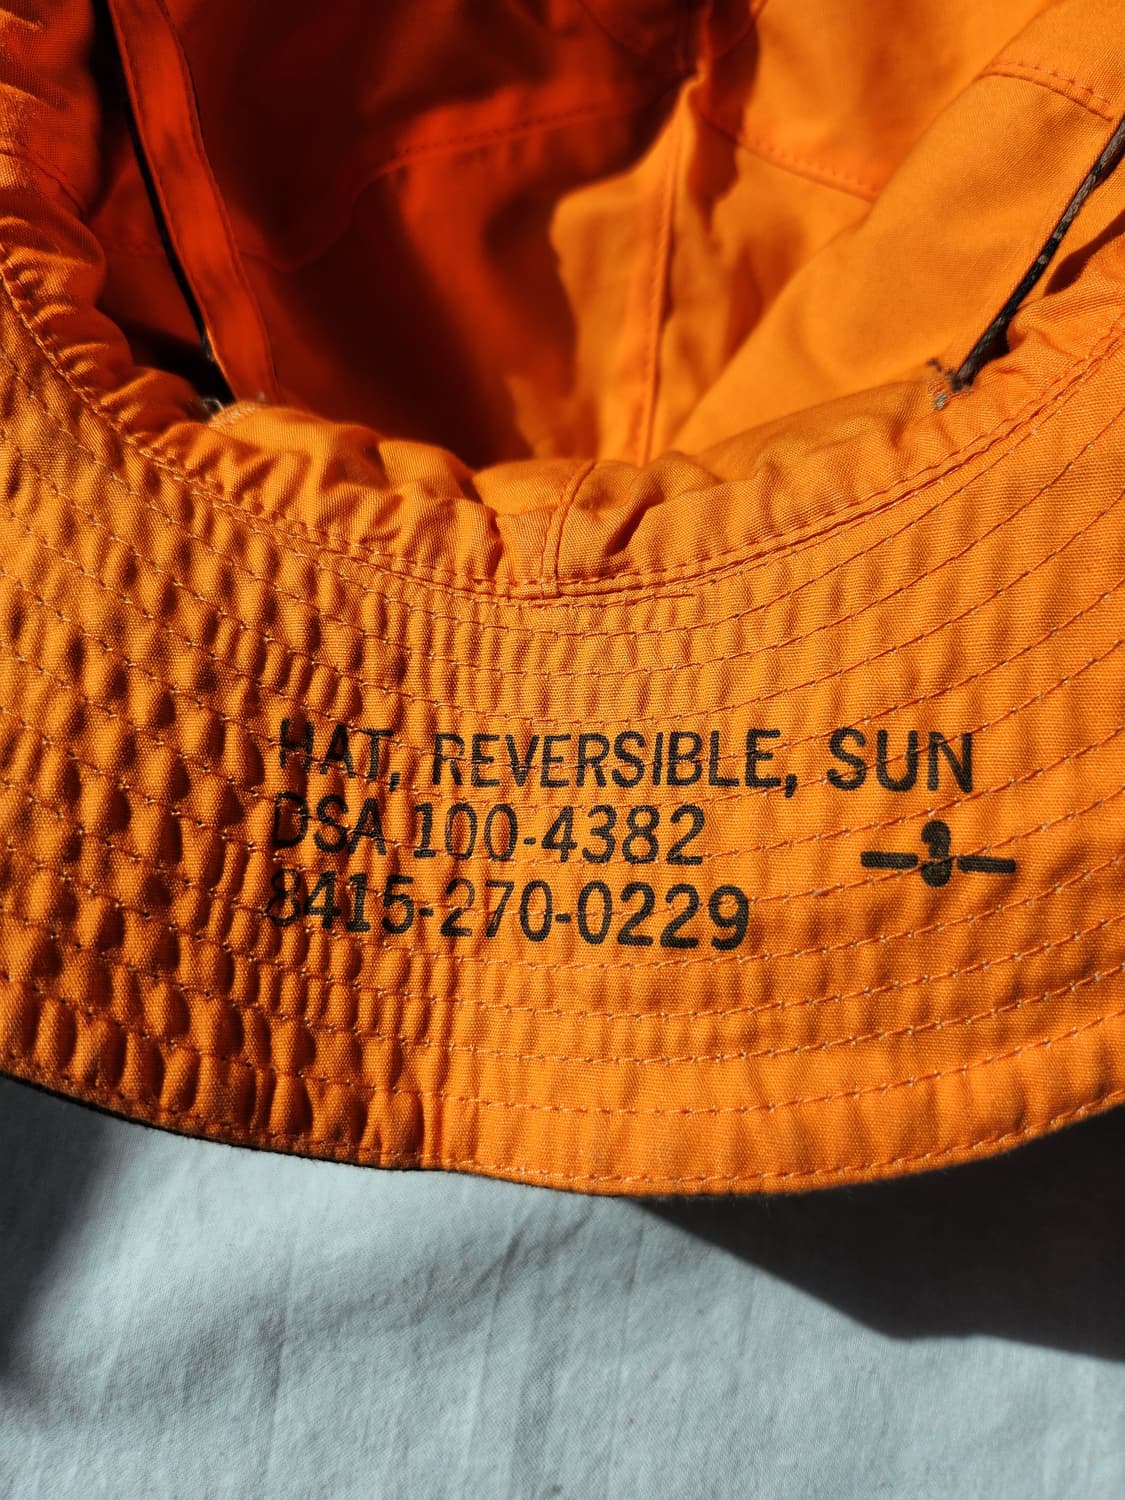 HAT, REVERSIBLE, SUN
DSA 100-4382
8415-270-0229